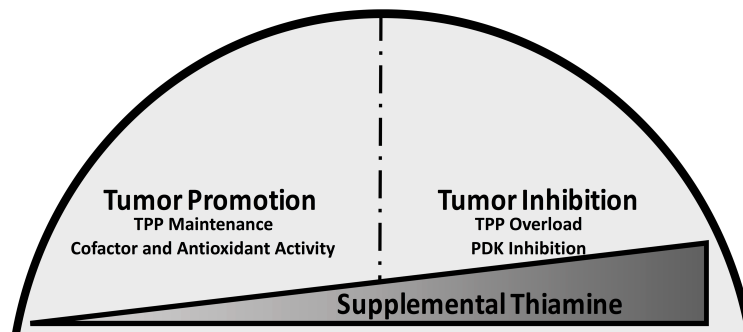 Tumor Promotion
TPP Maintenance
Cofactor and Antioxidant Activity
Tumor Inhibition
TPP Overload
PDK Inhibition
Supplemental Thiamine